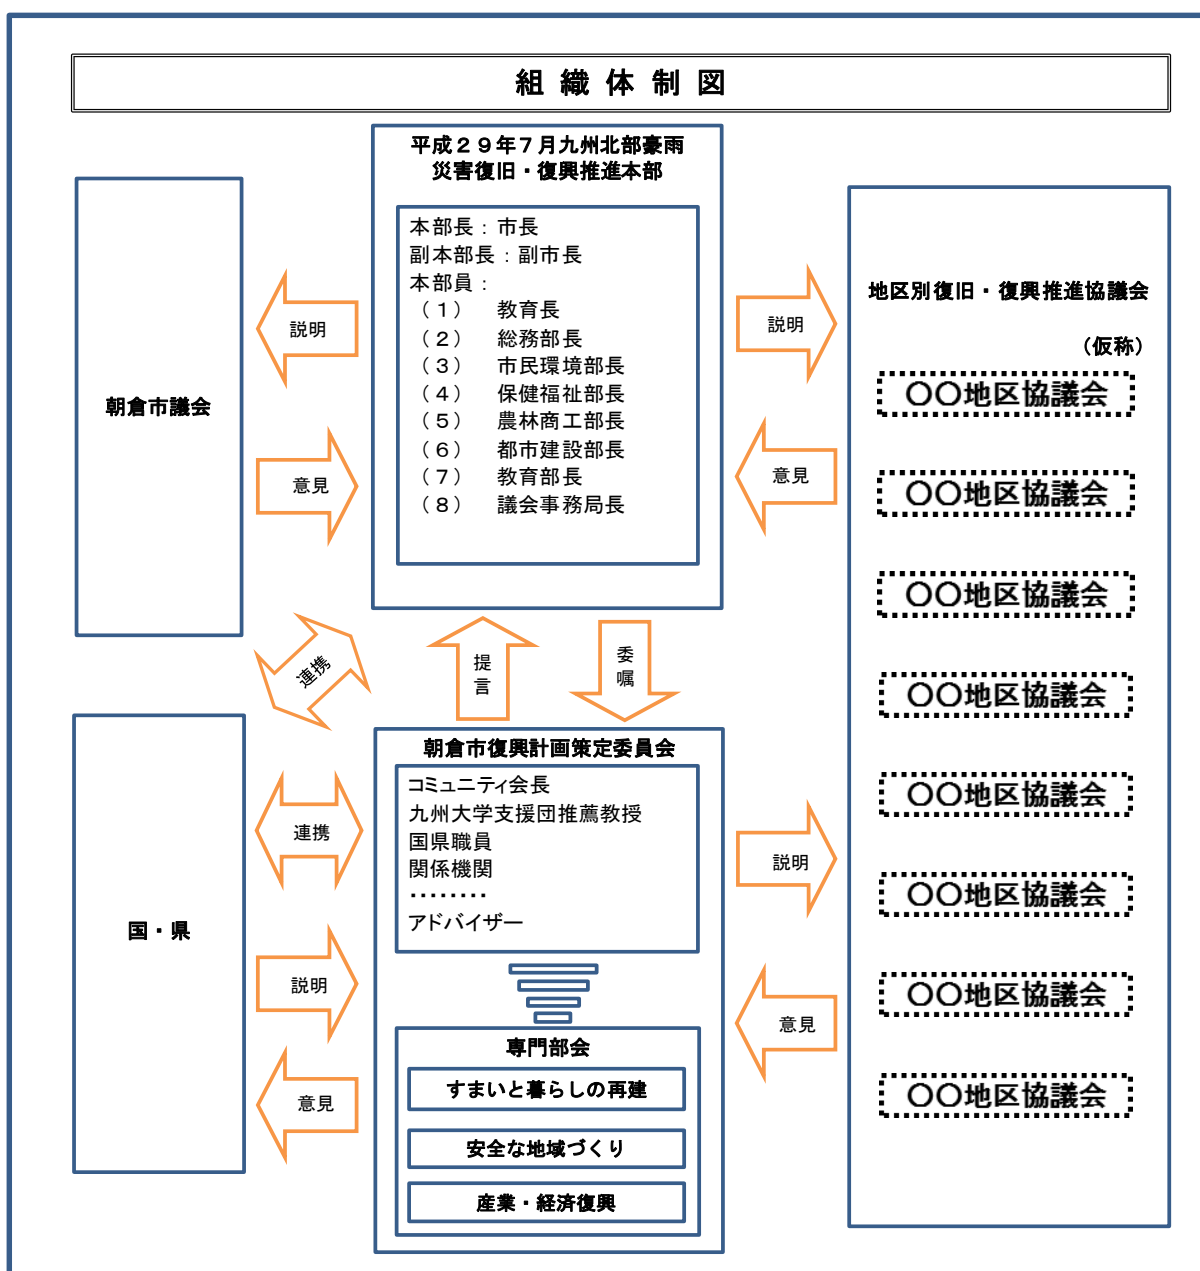 組織体制図
平成２９年７月九州北部豪雨
災害復旧・復興推進本部
本部長：市長
副本部長：副市長
本部員：
（１）　教育長
（２）　総務部長
（３）　市民環境部長
（４）　保健福祉部長
（５）　農林商工部長
（６）　都市建設部長
（７）　教育部長
（８）　議会事務局長
朝倉市議会
説明
意見
説明
意見
地区別復旧・復興推進協議会
（仮称）
〇〇地区協議会
〇〇地区協議会
〇〇地区協議会
〇〇地区協議会
〇〇地区協議会
〇〇地区協議会
〇〇地区協議会
〇〇地区協議会
連携
提言
委嘱
国・県
連携
説明
意見
朝倉市復興計画策定委員会
コミュニティ会長
九州大学支援団推薦教授
国県職員
関係機関
‥‥‥‥
アドバイザー
専門部会
すまいと暮らしの再建
安全な地域づくり
産業・経済復興
説明
意見